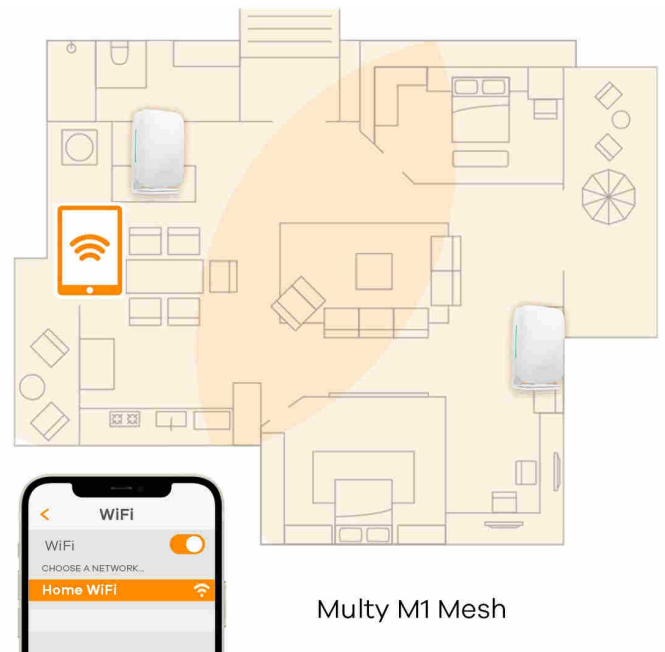 WiFi
WiFi
CHOOSE A NETWORK...
Home WiFi
Multy M1 Mesh